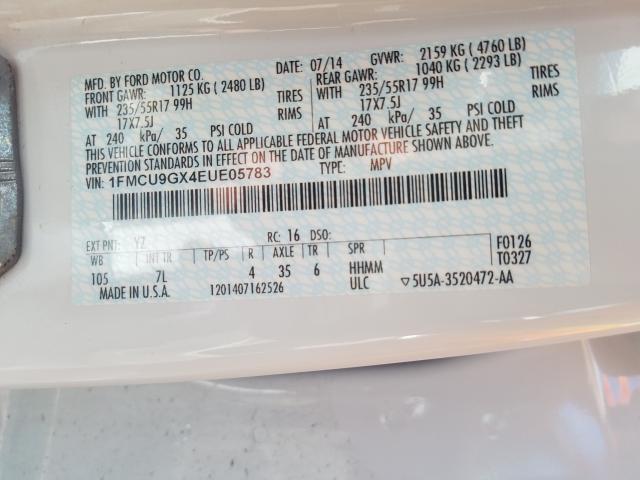 MFD. BY FORD MOTOR CO.
DATE: 07/14 GVWR: 2159 KG ( 4760 LB)
FRONT GAWR: 1125 KG ( 2480 LB) REAR GAWR: 1040 KG ( 2293 LB)
WITH 235/55R17 99H TIRES WITH 235/55R17 99H TIRES
17X7.5J RIMS 17X7.5J RIMS
AT 240 kPa/ 35 PSI COLD AT 240 kPa/ 35 PSI COLD
THIS VEHICLE CONFORMS TO ALL APPLICABLE FEDERAL MOTOR VEHICLE SAFETY AND THEFT
PREVENTION STANDARDS IN EFFECT ON THE DATE OF MANUFACTURE SHOWN ABOVE.
VIN: 1FMCU9GX4EUE05783 TYPE: MPV
EXT PNT: YZ RC: 16 DSO: F0126
WB INT TR TP/PS R AXLE TR SPR T0327
105 7L 4 35 6 HHMM
MADE IN U.S.A. 1201407162526 ULC ▽5U5A-3520472-AA